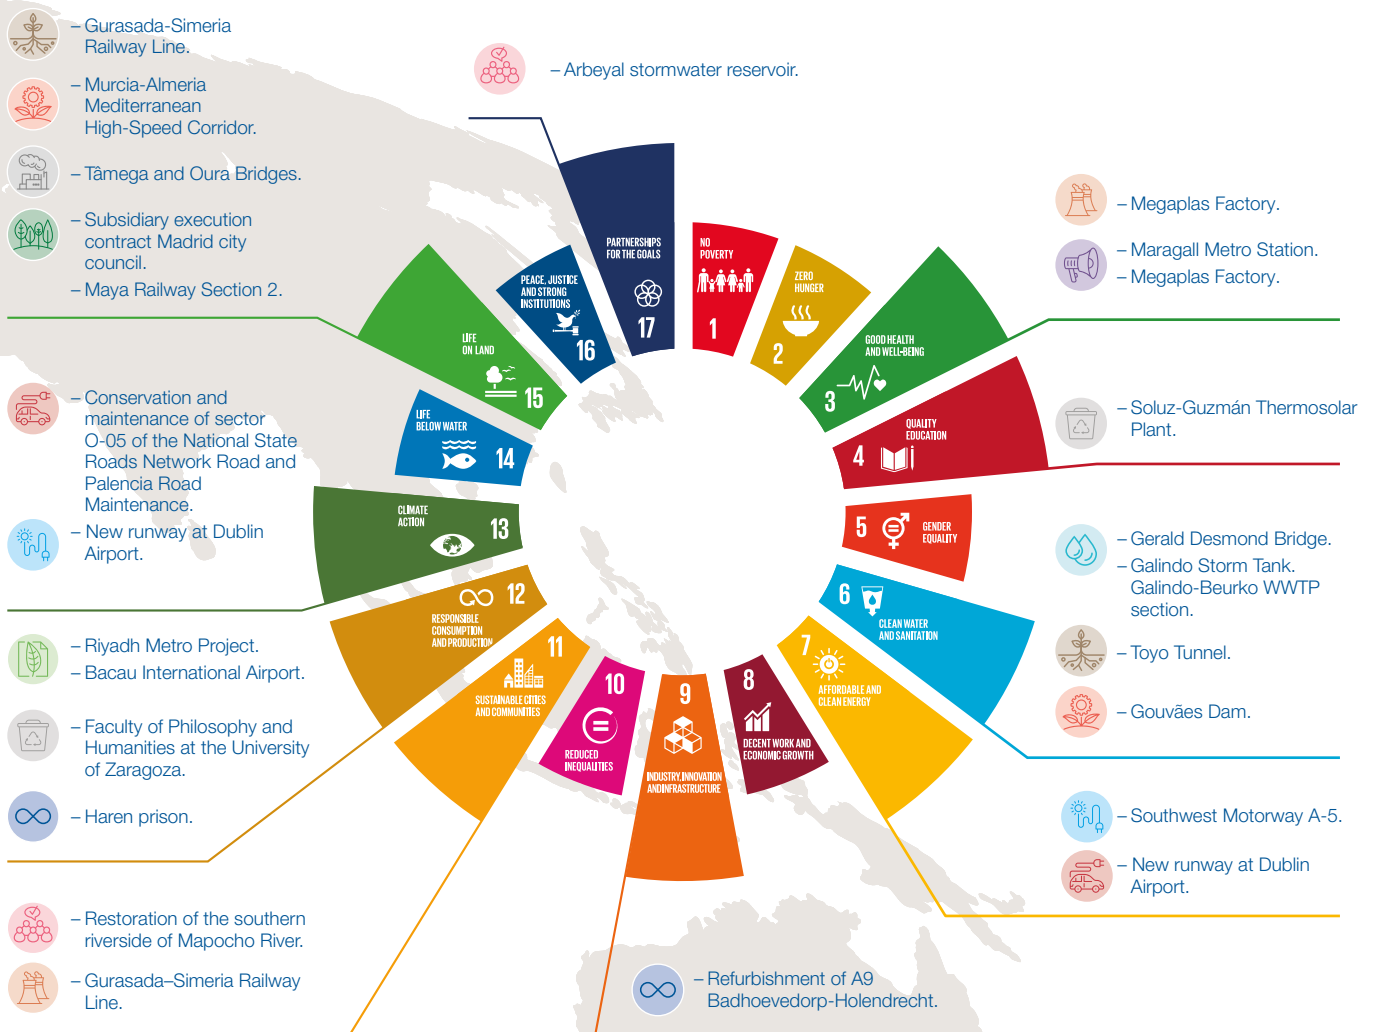 – Gurasada-Simeria
Railway Line.
– Murcia-Almeria
Mediterranean
High-Speed Corridor.
– Tâmega and Oura Bridges.
– Subsidiary execution
contract Madrid city
council.
– Maya Railway Section 2.
– Conservation and
maintenance of sector
O-05 of the National State
Roads Network Road and
Palencia Road
Maintenance.
– New runway at Dublin
Airport.
– Riyadh Metro Project.
– Bacau International Airport.
– Faculty of Philosophy and
Humanities at the University
of Zaragoza.
– Haren prison.
– Restoration of the southern
riverside of Mapocho River.
– Gurasada–Simeria Railway
Line.
– Arbeyal stormwater reservoir.
NO
POVERTY
1
ZERO
HUNGER
2
GOOD HEALTH
AND WELL-BEING
3
QUALITY
EDUCATION
4
GENDER
EQUALITY
5
CLEAN WATER
AND SANITATION
6
AFFORDABLE AND
CLEAN ENERGY
7
DECENT WORK AND
ECONOMIC GROWTH
8
INDUSTRY, INNOVATION
ANDINFRASTRUCTURE
9
REDUCED
INEQUALITIES
10
SUSTAINABLE CITIES
AND COMMUNITIES
11
RESPONSIBLE
CONSUMPTION
AND PRODUCTION
12
CLIMATE
ACTION
13
LIFE
BELOW WATER
14
LIFE
ON LAND
15
PEACE, JUSTICE
AND STRONG
INSTITUTIONS
16
PARTNERSHIPS
FOR THE GOALS
17
– Megaplas Factory.
– Maragall Metro Station.
– Megaplas Factory.
– Soluz-Guzmán Thermosolar
Plant.
– Gerald Desmond Bridge.
– Galindo Storm Tank.
Galindo-Beurko WWTP
section.
– Toyo Tunnel.
– Gouvães Dam.
– Southwest Motorway A-5.
– New runway at Dublin
Airport.
– Refurbishment of A9
Badhoevedorp-Holendrecht.